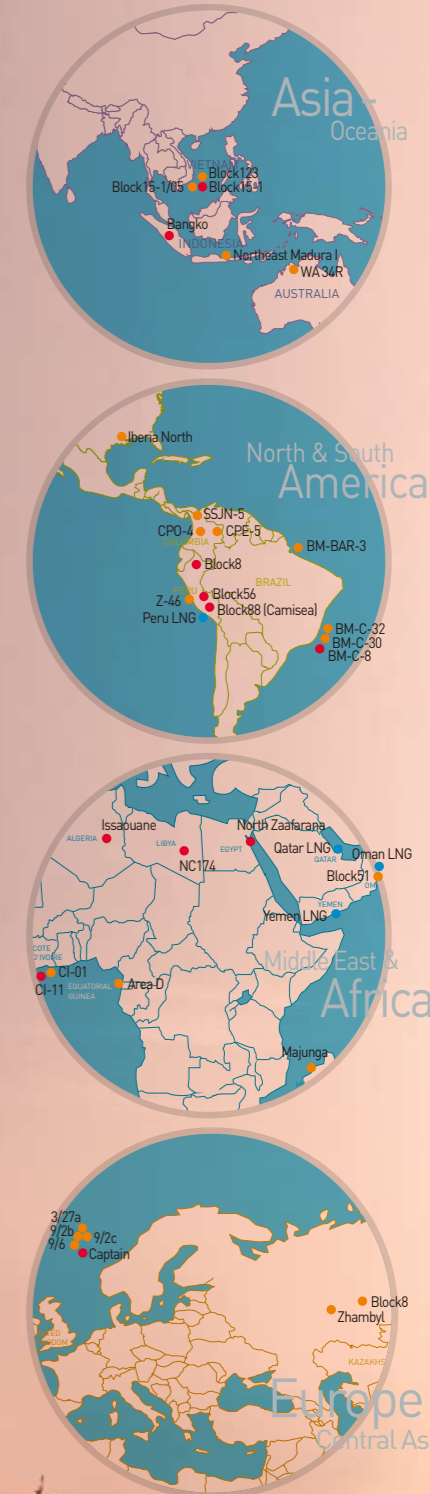 Asia -
Oceania
VIETNAM
Block123
Block15-1/05
Block15-1
Bangko
INDONESIA
Northeast Madura I
WA 34R
AUSTRALIA
North & South
America
Iberia North
SSJN-5
CPO-4
CPE-5
COLOMBIA
BM-BAR-3
Block8
BRAZIL
PERU
Block56
Z-46
Block88 (Camisea)
Peru LNG
BM-C-32
BM-C-30
BM-C-8
Issaouane
North Zaafarana
ALGERIA
LIBYA
EGYPT
Qatar LNG
Oman LNG
NC174
QATAR
Block51
OM
YEMEN
Yemen LNG
COTE
D'IVOIRE
CI-01
Middle East &
Africa
CI-11
EQUATORIAL
GUINEA
Area D
Majunga
3/27a
9/2b
9/2c
9/6
Captain
Block8
Zhambyl
ED
DOM
KAZAKHS
Europe
Central As